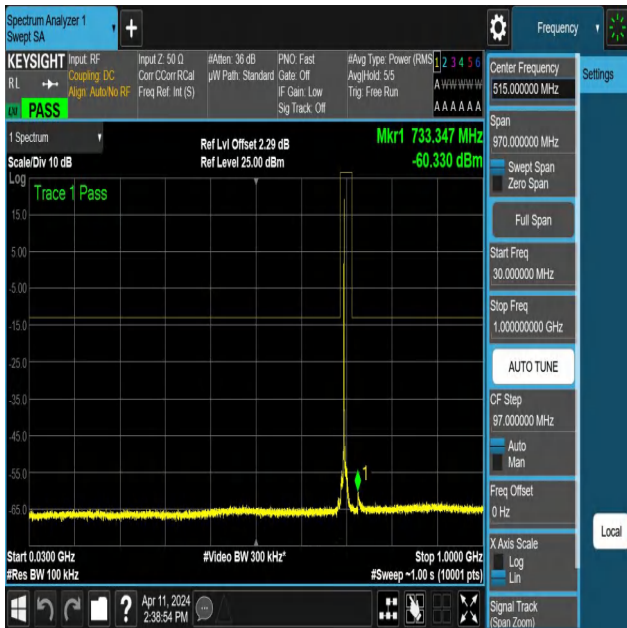 Spectrum Analyzer 1
Swept SA
+
Frequency
KEYSIGHT
RL
PASS
Input: RF
Coupling: DC
Align: Auto/No RF
Input Z: 50 Ω
Corr CCorr RCal
Freq Ref: Int (S)
#Atten: 36 dB
µW Path: Standard
PNO: Fast
Gate: Off
IF Gain: Low
Sig Track: Off
#Avg Type: Power (RMS
Avg|Hold: 5/5
Trig: Free Run
1 2 3 4 5 6
A W W W W W
A A A A A A
1 Spectrum
Scale/Div 10 dB
Ref Lvl Offset 2.29 dB
Ref Level 25.00 dBm
Mkr1 733.347 MHz
-60.330 dBm
Log
Trace 1 Pass
15.0
5.00
-5.00
-15.0
-25.0
-35.0
-45.0
-55.0
-65.0
1
Start 0.0300 GHz
#Res BW 100 kHz
#Video BW 300 kHz*
Stop 1.0000 GHz
#Sweep ~1.00 s (10001 pts)
Apr 11, 2024
2:38:54 PM
Center Frequency
515.000000 MHz
Settings
Span
970.000000 MHz
Swept Span
Zero Span
Full Span
Start Freq
30.000000 MHz
Stop Freq
1.000000000 GHz
AUTO TUNE
CF Step
97.000000 MHz
Auto
Man
Freq Offset
0 Hz
Local
X Axis Scale
Log
Lin
Signal Track
(Span Zoom)